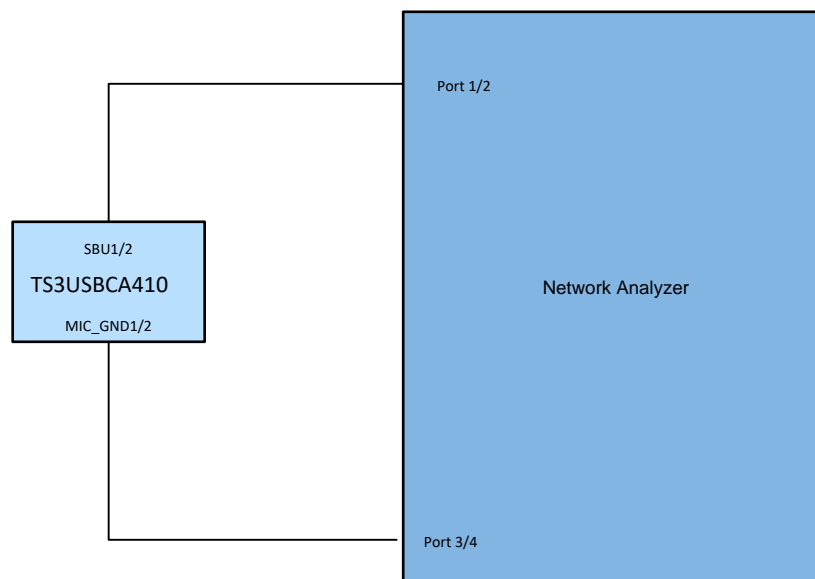 Port 1/2
SBU1/2
TS3USBCA410
MIC_GND1/2
Network Analyzer
Port 3/4